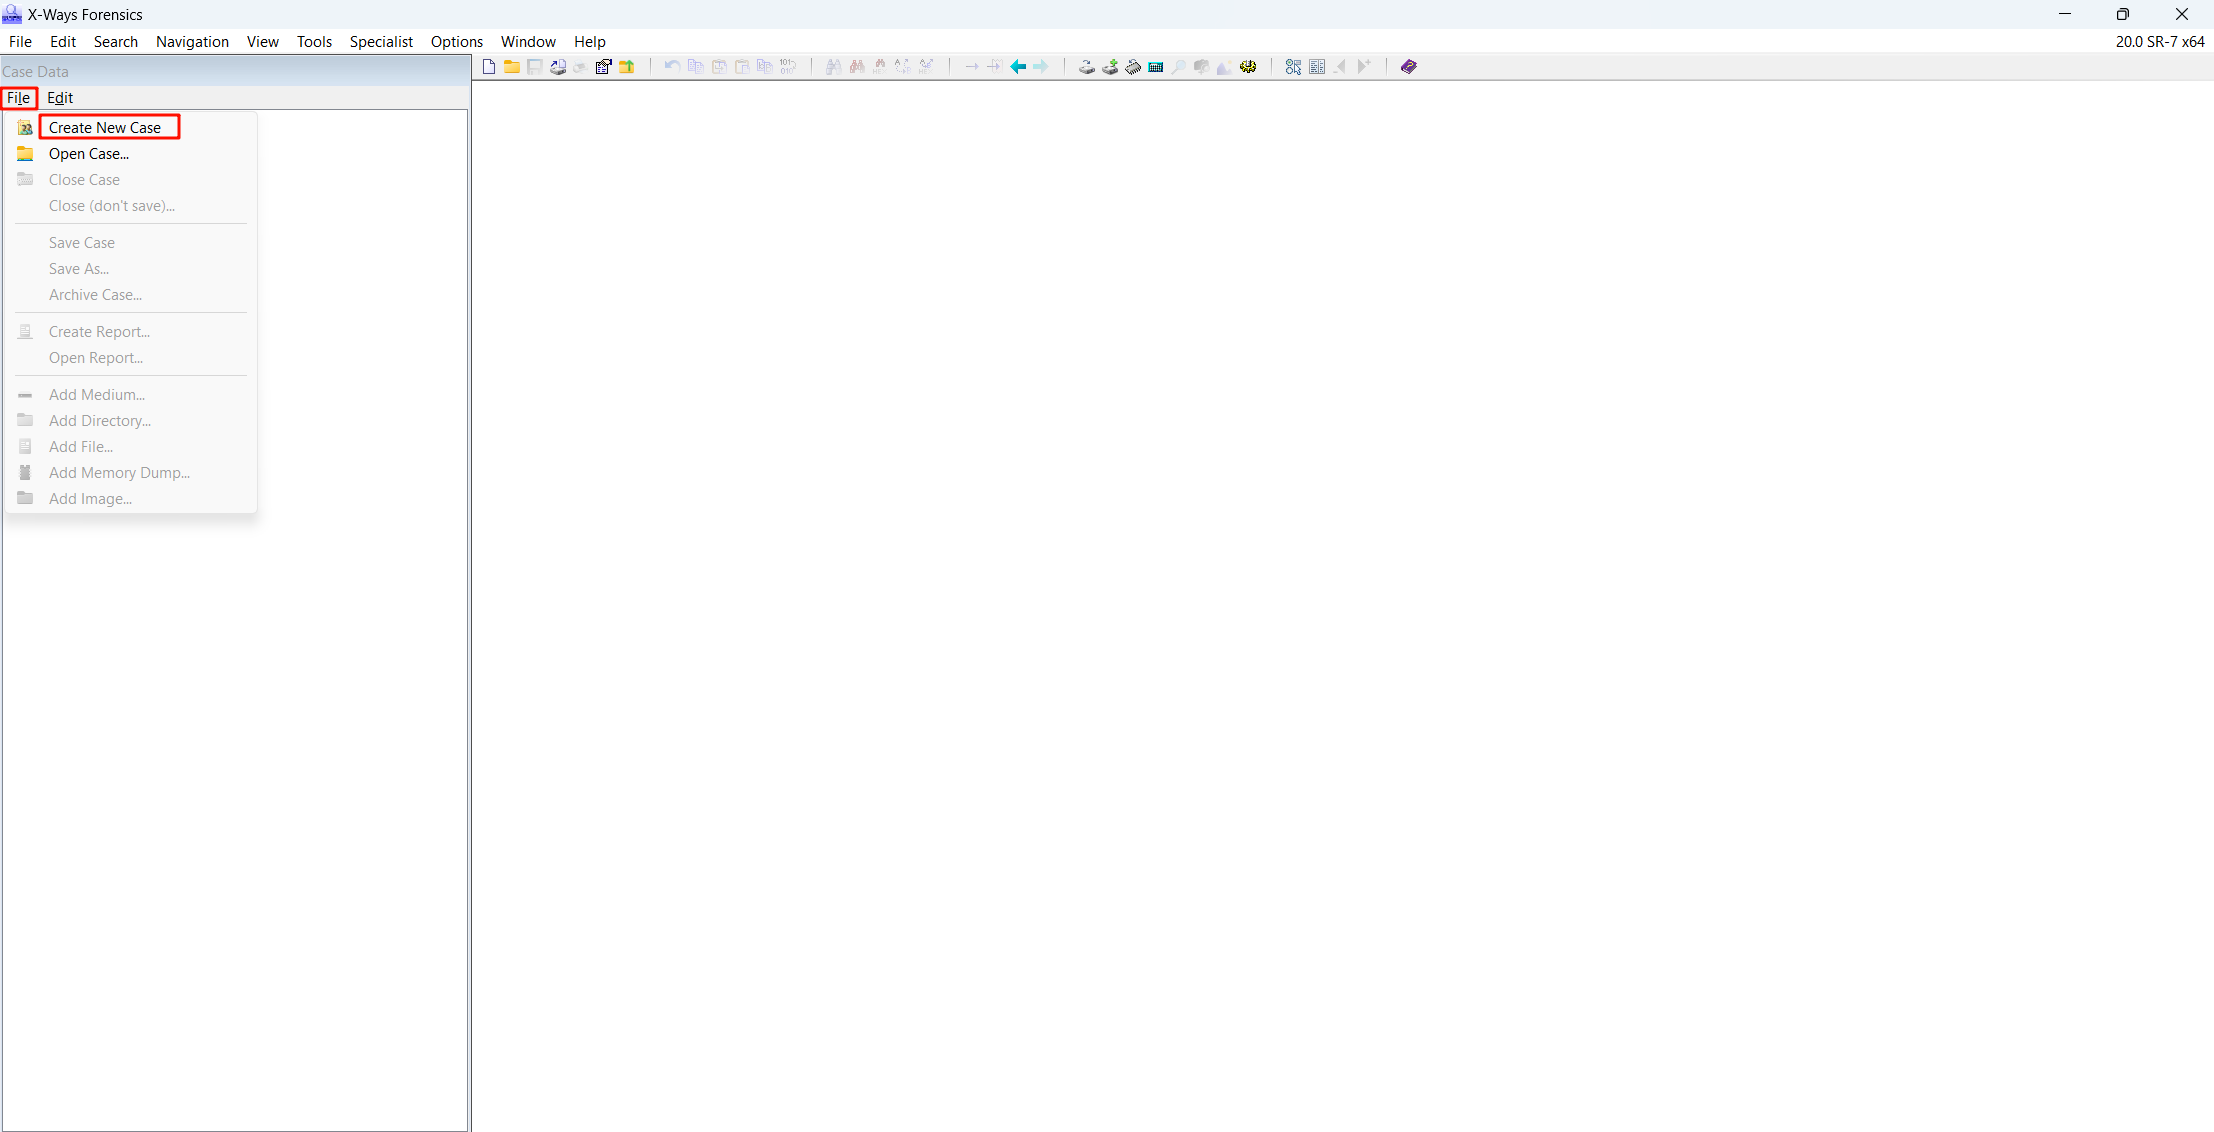 X-Ways Forensics
File Edit Search Navigation View Tools Specialist Options Window Help
20.0 SR-7 x64
Case Data
File Edit
Create New Case
Open Case...
Close Case
Close (don't save)...
Save Case
Save As...
Archive Case...
Create Report...
Open Report...
Add Medium...
Add Directory...
Add File...
Add Memory Dump...
Add Image...